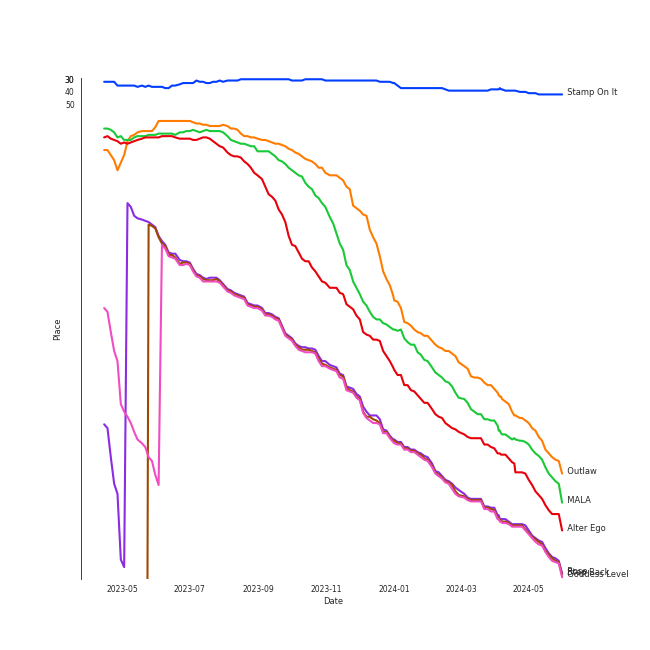 30
40
50
Stamp On It
Place
Outlaw
MALA
Alter Ego
Goddess Level
2023-05
2023-07
2023-09
2023-11
2024-01
2024-03
2024-05
Date